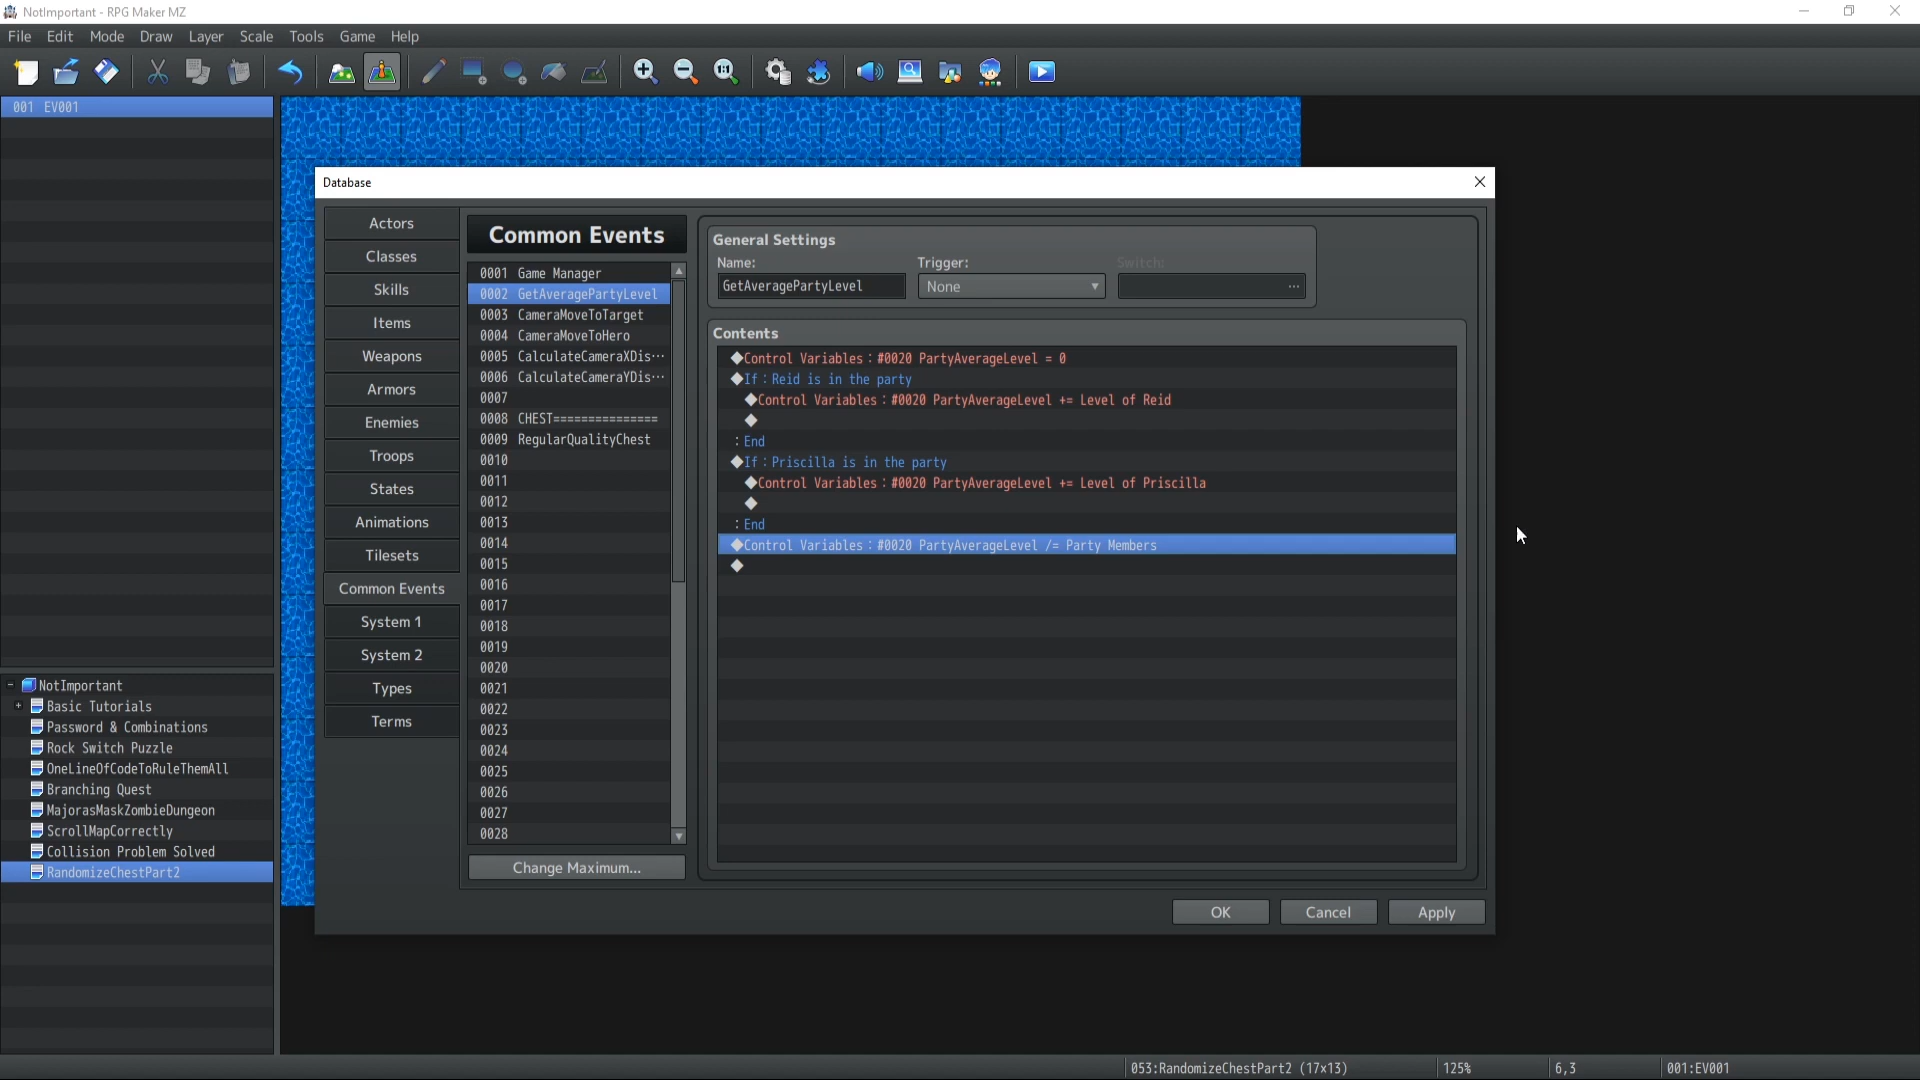 NotImportant - RPG Maker MZ
File Edit Mode Draw Layer Scale Tools Game Help
1:1
001 EV001
NotImportant
Basic Tutorials
Password & Combinations
Rock Switch Puzzle
OneLineOfCodeToRuleThemAll
Branching Quest
MajorasMaskZombieDungeon
ScrollMapCorrectly
Collision Problem Solved
RandomizeChestPart2
Database
Actors
Classes
Skills
Items
Weapons
Armors
Enemies
Troops
States
Animations
Tilesets
Common Events
System 1
System 2
Types
Terms
Common Events
0001 Game Manager
0002 GetAveragePartyLevel
0003 CameraMoveToTarget
0004 CameraMoveToHero
0005 CalculateCameraXDis…
0006 CalculateCameraYDis…
0007
0008 CHEST===============
0009 RegularQualityChest
0010
0011
0012
0013
0014
0015
0016
0017
0018
0019
0020
0021
0022
0023
0024
0025
0026
0027
0028
Change Maximum...
General Settings
Name: Trigger: Switch:
GetAveragePartyLevel None ...
Contents
◆Control Variables : #0020 PartyAverageLevel = 0
◆If : Reid is in the party
◆Control Variables : #0020 PartyAverageLevel += Level of Reid
◆
: End
◆If : Priscilla is in the party
◆Control Variables : #0020 PartyAverageLevel += Level of Priscilla
◆
: End
◆Control Variables : #0020 PartyAverageLevel /= Party Members
◆
OK Cancel Apply
053:RandomizeChestPart2 (17x13) 125% 6,3 001:EV001